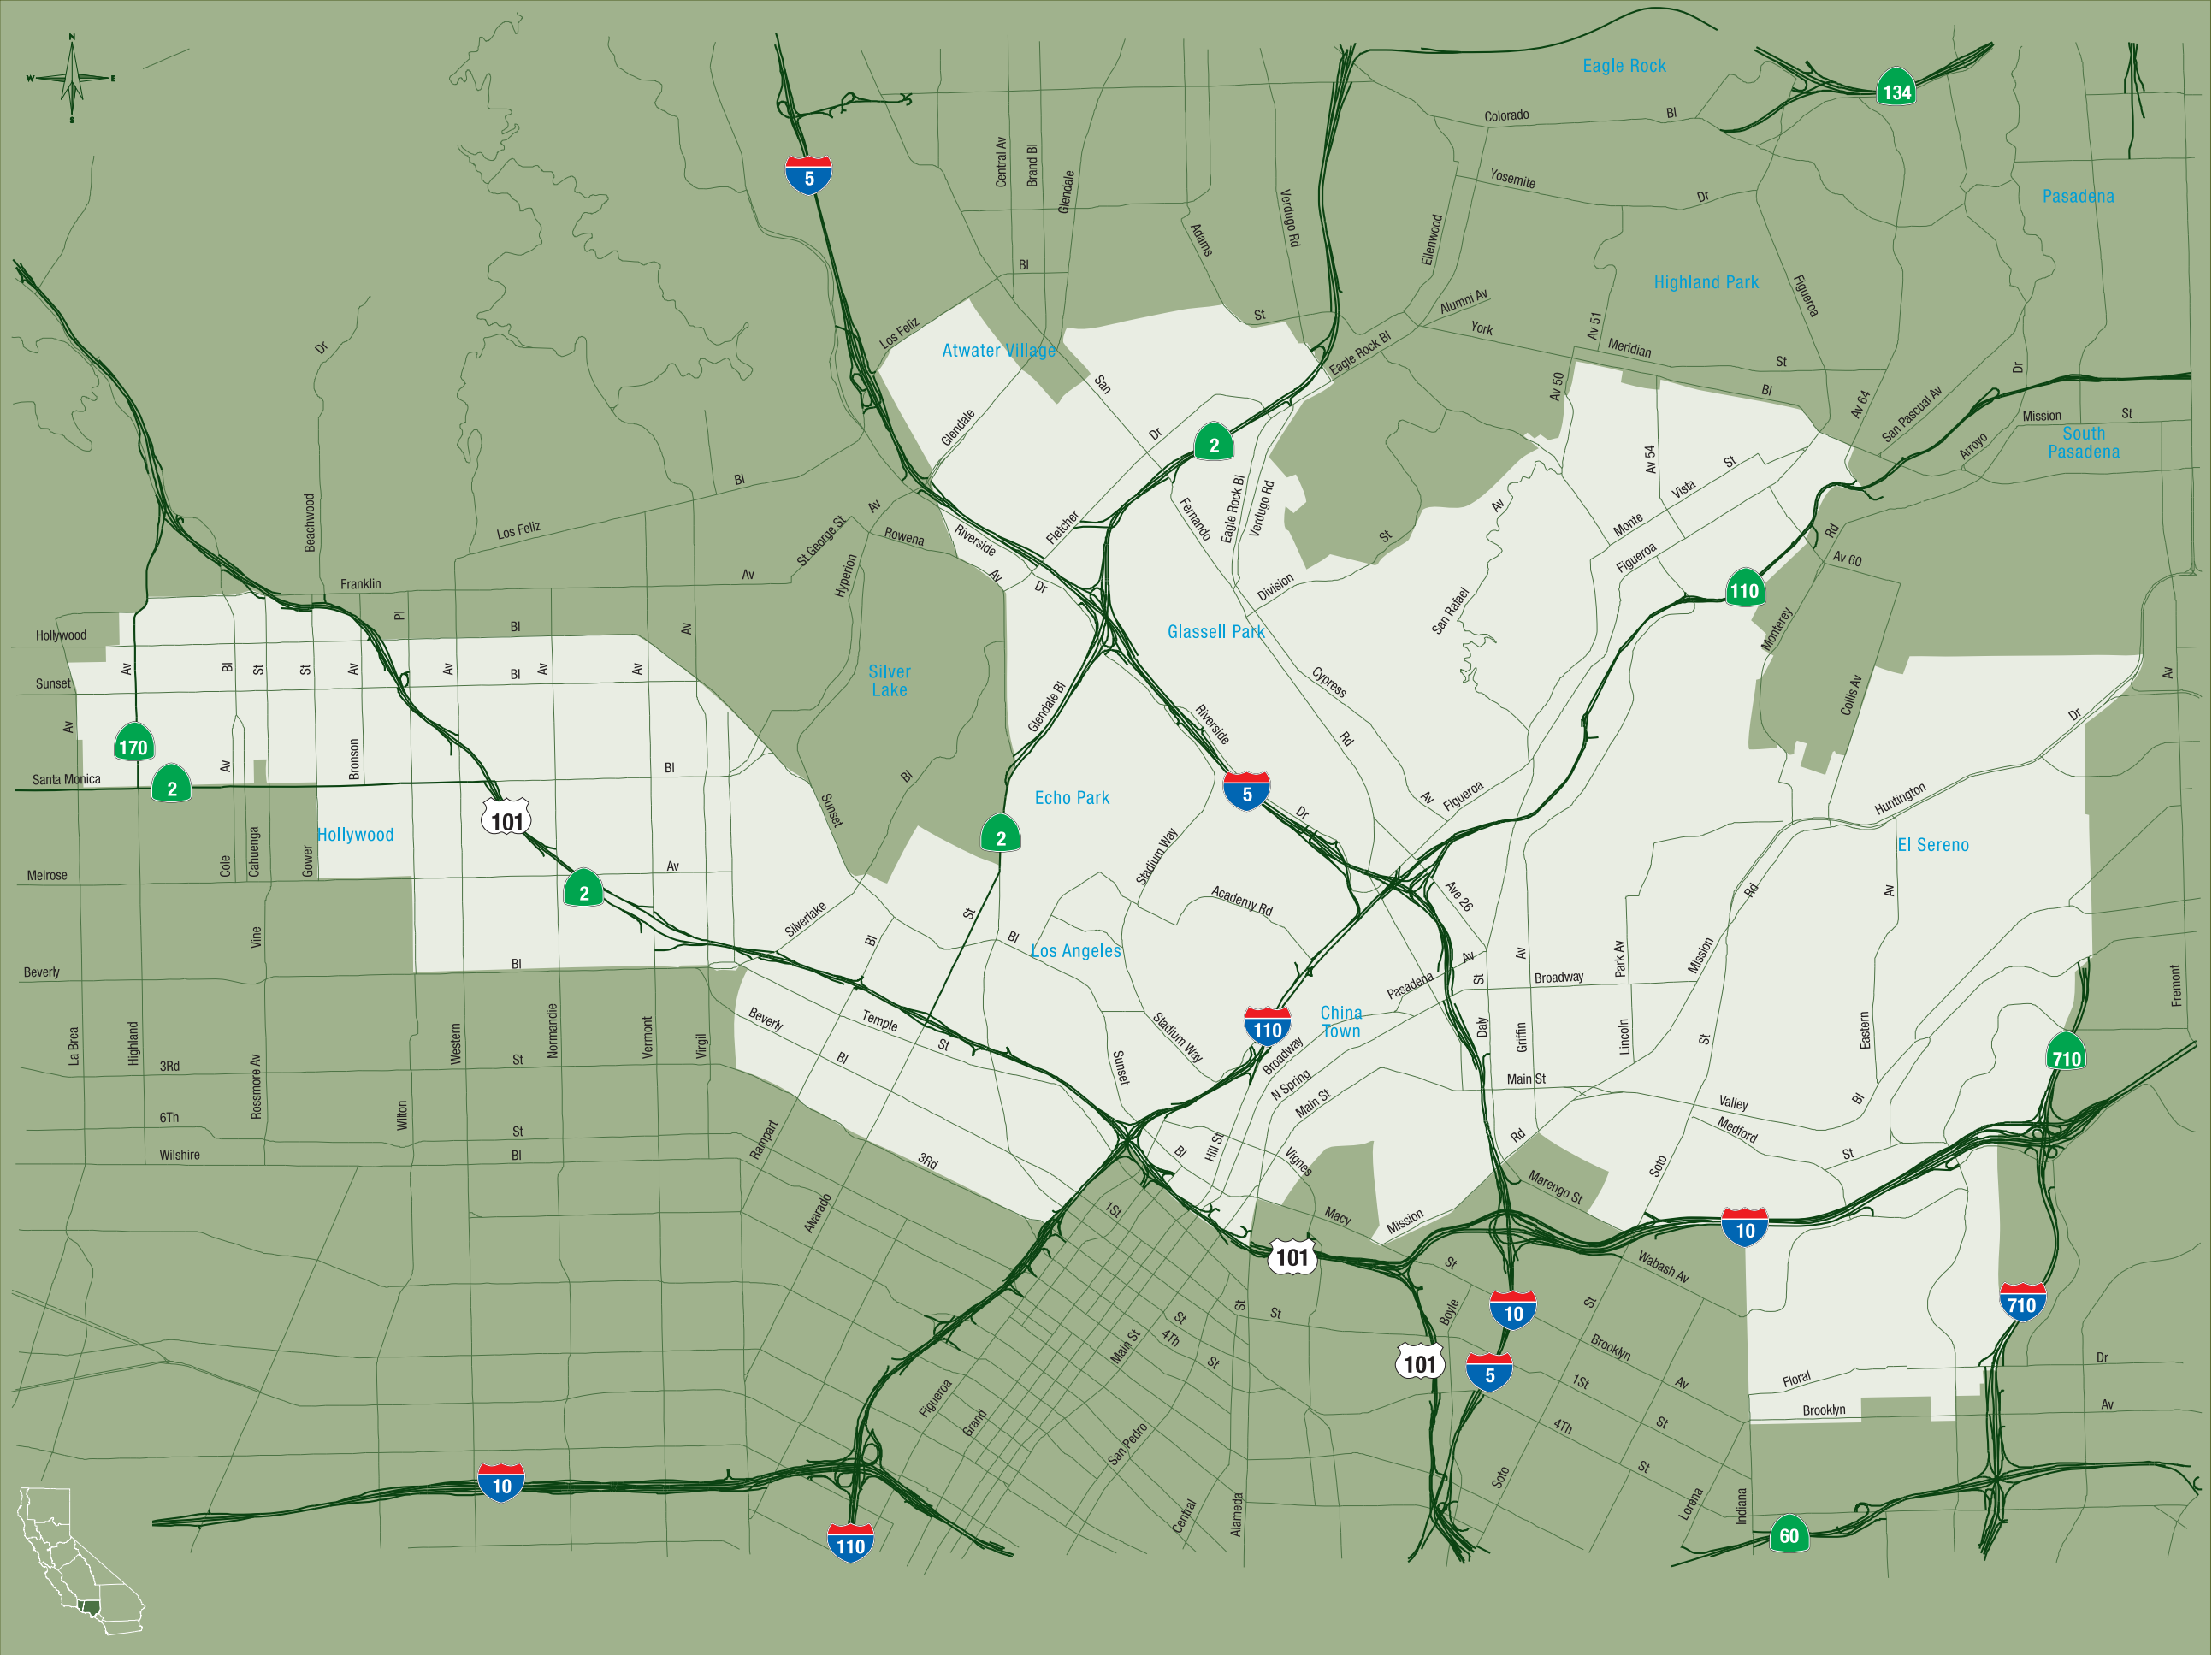 N
W
E
S
Eagle Rock
134
Colorado
Bl
5
Central Av
Brand Bl
Glendale
Adams
Verdugo Rd
Ellenwood
Yosemite
Dr
Pasadena
Highland Park
Figueroa
Bl
Alumni Av
York
Av 51
Meridian
St
Los Feliz
Atwater Village
St
Eagle Rock Bl
Dr
San
Av 50
Bl
Av 64
San Pascual Av
Dr
Mission
St
South
Pasadena
Arroyo
Glendale
Dr
2
Av 54
St
Vista
Monte
Figueroa
Bl
Los Feliz
Av
St.George St
Rowena
Riverside
Fletcher
Fernando
Eagle Rock Bl
Verdugo Rd
St
Av
Rd
Av 60
Beachwood
Franklin
Av
Hyperion
Av
Dr
Division
San Rafael
110
Monterey
Hollywood
Pl
Bl
Av
Glassell Park
Sunset
Av
Bl
St
St
Av
Av
Bl
Av
Av
Silver
Lake
Glendale Bl
Cypress
Riverside
Rd
Collis Av
Dr
Av
Av
170
Av
Bronson
Santa Monica
2
Bl
Bl
Sunset
Echo Park
5
Dr
Av
Figueroa
Huntington
101
Hollywood
2
El Sereno
Melrose
Cole
Cahuenga
Gower
2
Av
Silverlake
Stadium Way
Academy Rd
Ave 26
Rd
Av
St
Vine
Bl
Bl
Los Angeles
Beverly
Bl
Pasadena
Av
St
Av
Broadway
Park Av
Mission
Fremont
La Brea
Highland
Rossmore Av
Western
Normandie
Vermont
Virgil
Beverly
Temple
St
Stadium Way
110
China
Town
Daly
Griffin
Lincoln
St
Eastern
710
3Rd
St
Bl
Sunset
Broadway
N Spring
Main St
Main St
Valley
Bl
6Th
Wilton
St
Rampart
Medford
Wilshire
Bl
3Rd
Bl
Hill St
Vignes
Rd
Soto
St
Alvarado
1St
Macy
Mission
Marengo St
10
101
St
Wabash Av
710
St
St
St
Boyle
10
St
Main St
4Th
St
101
5
Brooklyn
Av
Floral
Dr
Figueroa
Grand
San Pedro
1St
St
Brooklyn
Av
4Th
St
10
Central
Alameda
Soto
Lorena
Indiana
110
60